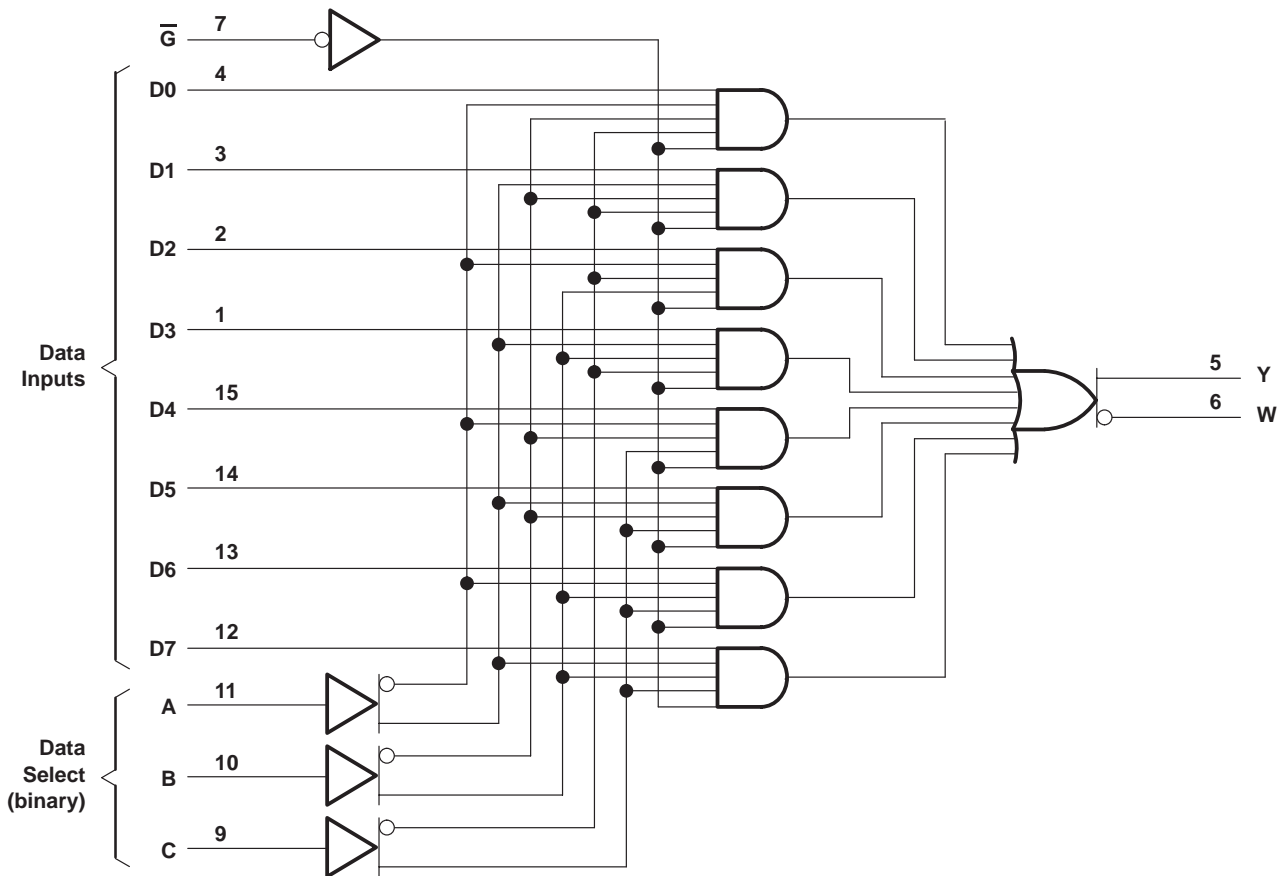 G̅ 7
D0 4
D1 3
D2 2
D3 1
Data
Inputs
D4 15
D5 14
D6 13
D7 12
A 11
Data
Select
(binary)
B 10
C 9
5 Y
6 W